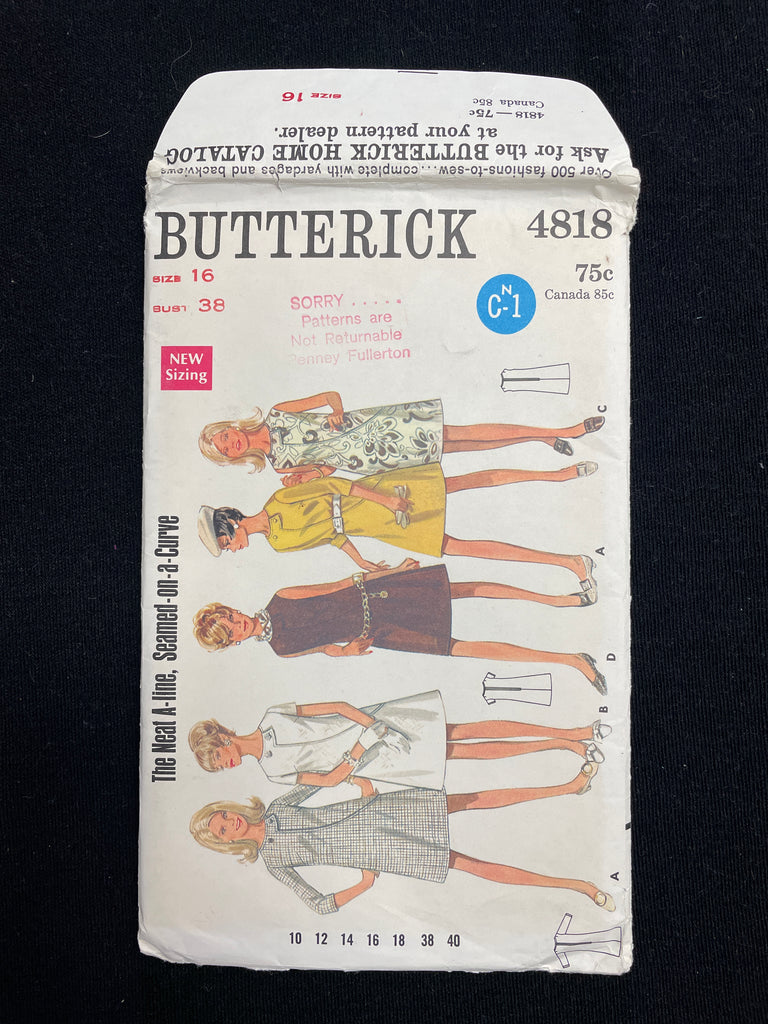 Over 500 fashions-to-sew...complete with yardages and backviews
Ask for the BUTTERICK HOME CATALOG
at your pattern dealer.
4818—75c
Canada 85c
SIZE 16
BUTTERICK 4818
SIZE 16
BUST 38
75c
Canada 85c
N
C-1
SORRY.....
Patterns are
Not Returnable
Penney Fullerton
NEW
Sizing
The Neat A-line, Seamed-on-a-Curve
C
A
D
B
A
10 12 14 16 18 38 40